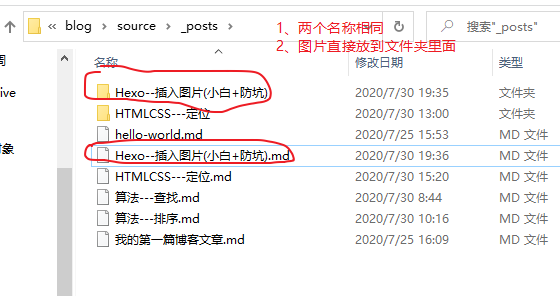 blog > source > _posts
搜索"_posts"
1、两个名称相同
2、图片直接放到文件夹里面
修改日期 类型
Hexo--插入图片(小白+防坑) 2020/7/30 19:35 文件夹
HTMLCSS---定位 2020/7/30 13:00 文件夹
hello-world.md 2020/7/25 15:53 MD 文件
Hexo--插入图片(小白+防坑).md 2020/7/30 19:36 MD 文件
HTMLCSS---定位.md 2020/7/30 15:20 MD 文件
算法---查找.md 2020/7/30 8:44 MD 文件
算法---排序.md 2020/7/30 10:16 MD 文件
我的第一篇博客文章.md 2020/7/25 16:09 MD 文件
ive
对象